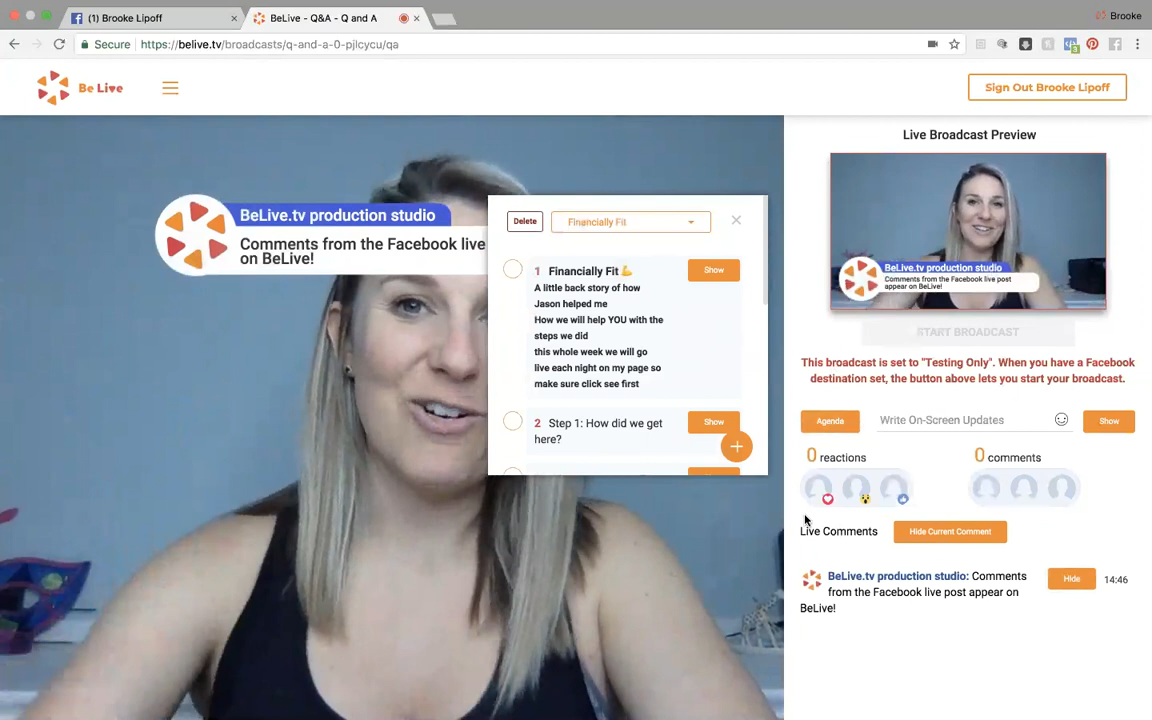 (1) Brooke Lipoff
BeLive - Q&A - Q and A
Brooke
Secure
https://belive.tv/broadcasts/q-and-a-0-pjlcycu/qa
Be Live
Sign Out Brooke Lipoff
BeLive.tv production studio
Comments from the Facebook live
on BeLive!
Delete
Financially Fit
1 Financially Fit 💪
Show
A little back story of how
Jason helped me
How we will help YOU with the
steps we did
this whole week we will go
live each night on my page so
make sure click see first
2 Step 1: How did we get
here?
Show
Live Broadcast Preview
BeLive.tv production studio
Comments from the Facebook live post
appear on BeLive!
START BROADCAST
This broadcast is set to "Testing Only". When you have a Facebook
destination set, the button above lets you start your broadcast.
Agenda
Write On-Screen Updates
Show
0 reactions
0 comments
Live Comments
Hide Current Comment
BeLive.tv production studio: Comments
from the Facebook live post appear on
BeLive!
Hide
14:46